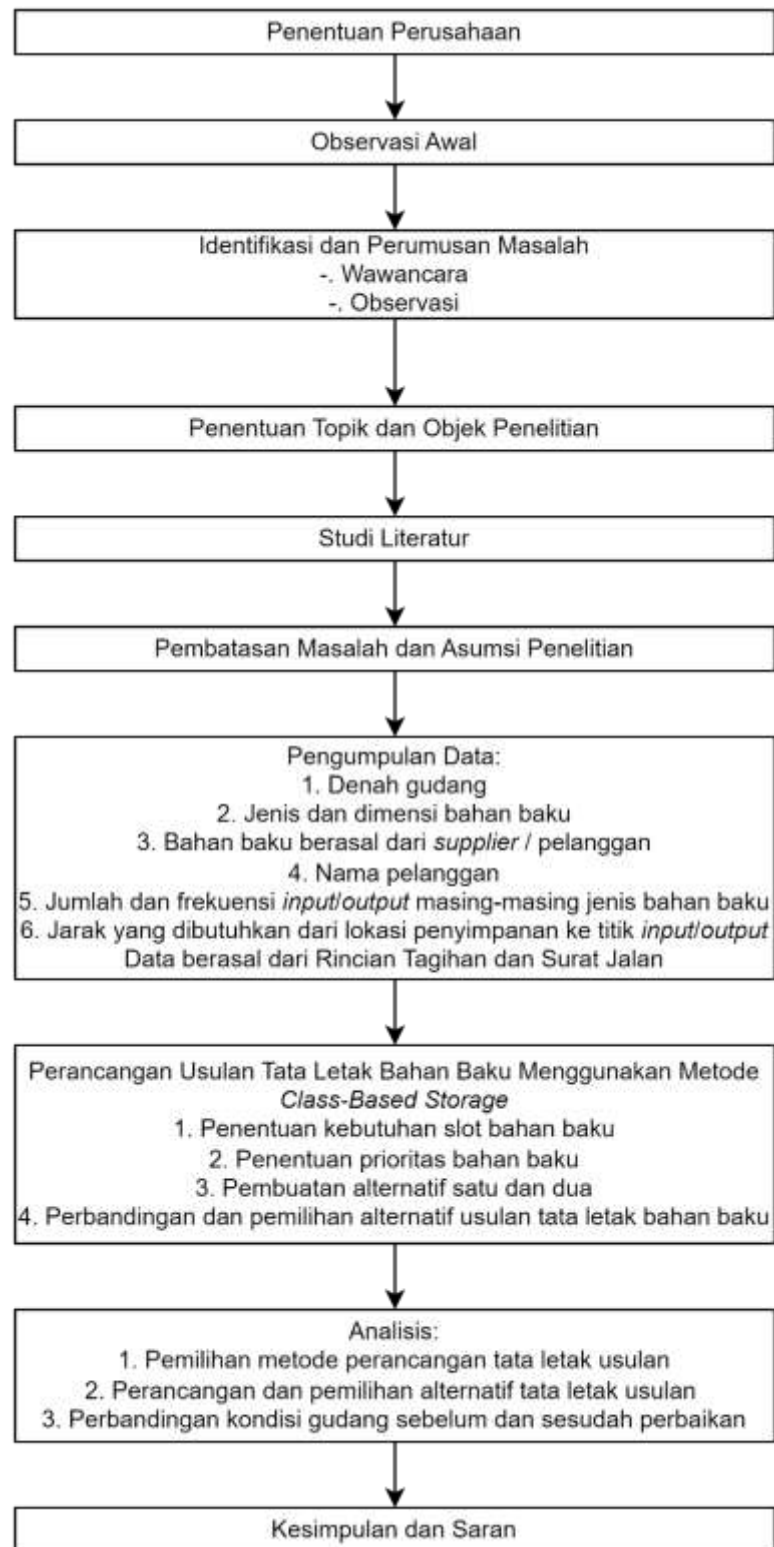 Penentuan Perusahaan
Observasi Awal
Identifikasi dan Perumusan Masalah
-. Wawancara
-. Observasi
Penentuan Topik dan Objek Penelitian
Studi Literatur
Pembatasan Masalah dan Asumsi Penelitian
Pengumpulan Data:
1. Denah gudang
2. Jenis dan dimensi bahan baku
3. Bahan baku berasal dari supplier / pelanggan
4. Nama pelanggan
5. Jumlah dan frekuensi input/output masing-masing jenis bahan baku
6. Jarak yang dibutuhkan dari lokasi penyimpanan ke titik input/output
Data berasal dari Rincian Tagihan dan Surat Jalan
Perancangan Usulan Tata Letak Bahan Baku Menggunakan Metode
Class-Based Storage
1. Penentuan kebutuhan slot bahan baku
2. Penentuan prioritas bahan baku
3. Pembuatan alternatif satu dan dua
4. Perbandingan dan pemilihan alternatif usulan tata letak bahan baku
Analisis:
1. Pemilihan metode perancangan tata letak usulan
2. Perancangan dan pemilihan alternatif tata letak usulan
3. Perbandingan kondisi gudang sebelum dan sesudah perbaikan
Kesimpulan dan Saran